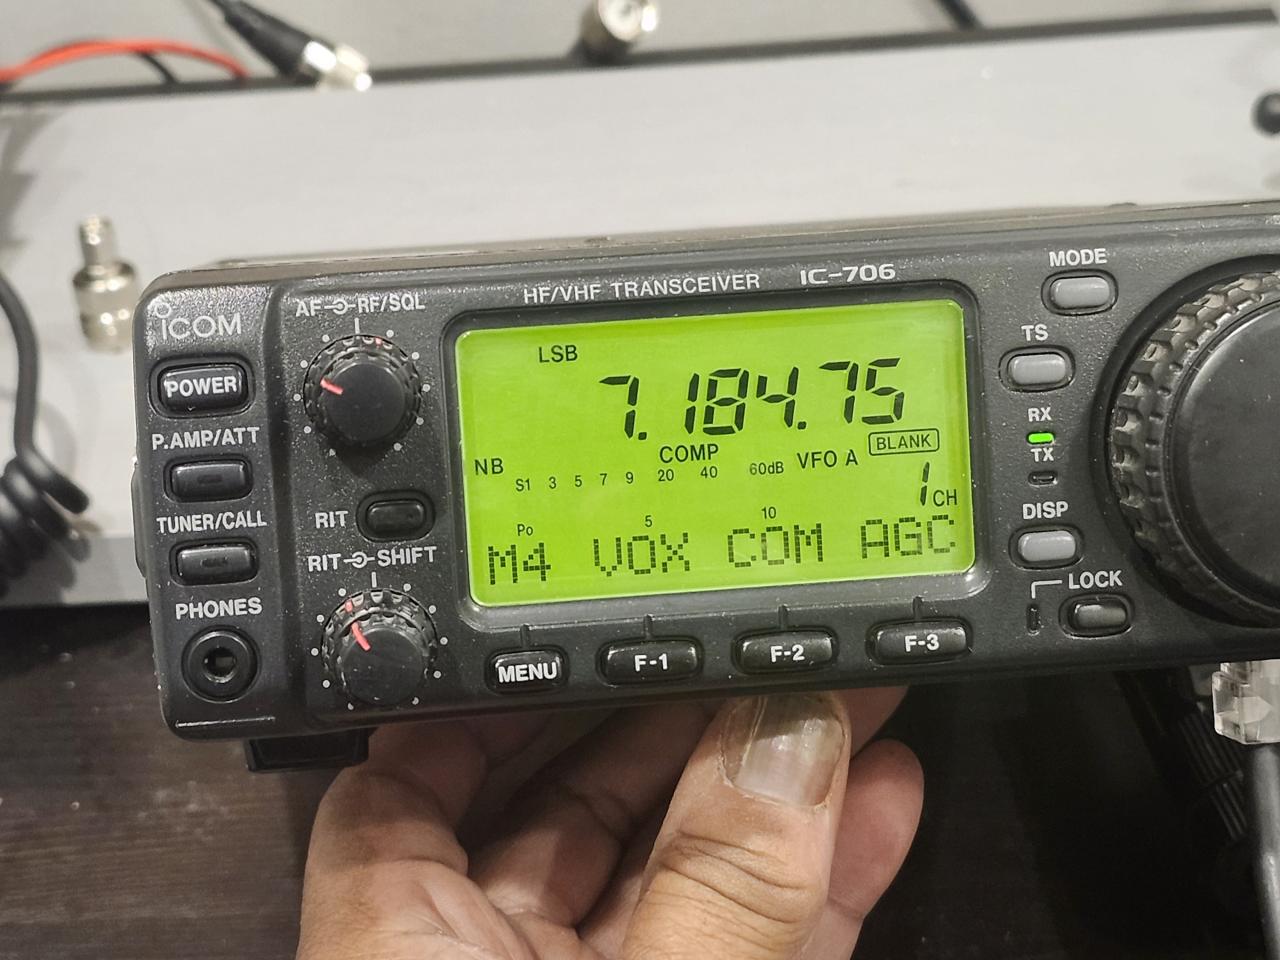 HF/VHF TRANSCEIVER IC-706
ICOM
POWER
P.AMP/ATT
TUNER/CALL
PHONES
AF RF/SQL
RIT
RIT SHIFT
LSB
7.184.75
NB COMP VFO A BLANK
S1 3 5 7 9 20 40 60dB
1 CH
Po 5 10
M4 VOX COM AGC
MENU F-1 F-2 F-3
MODE
TS
RX
TX
DISP
LOCK